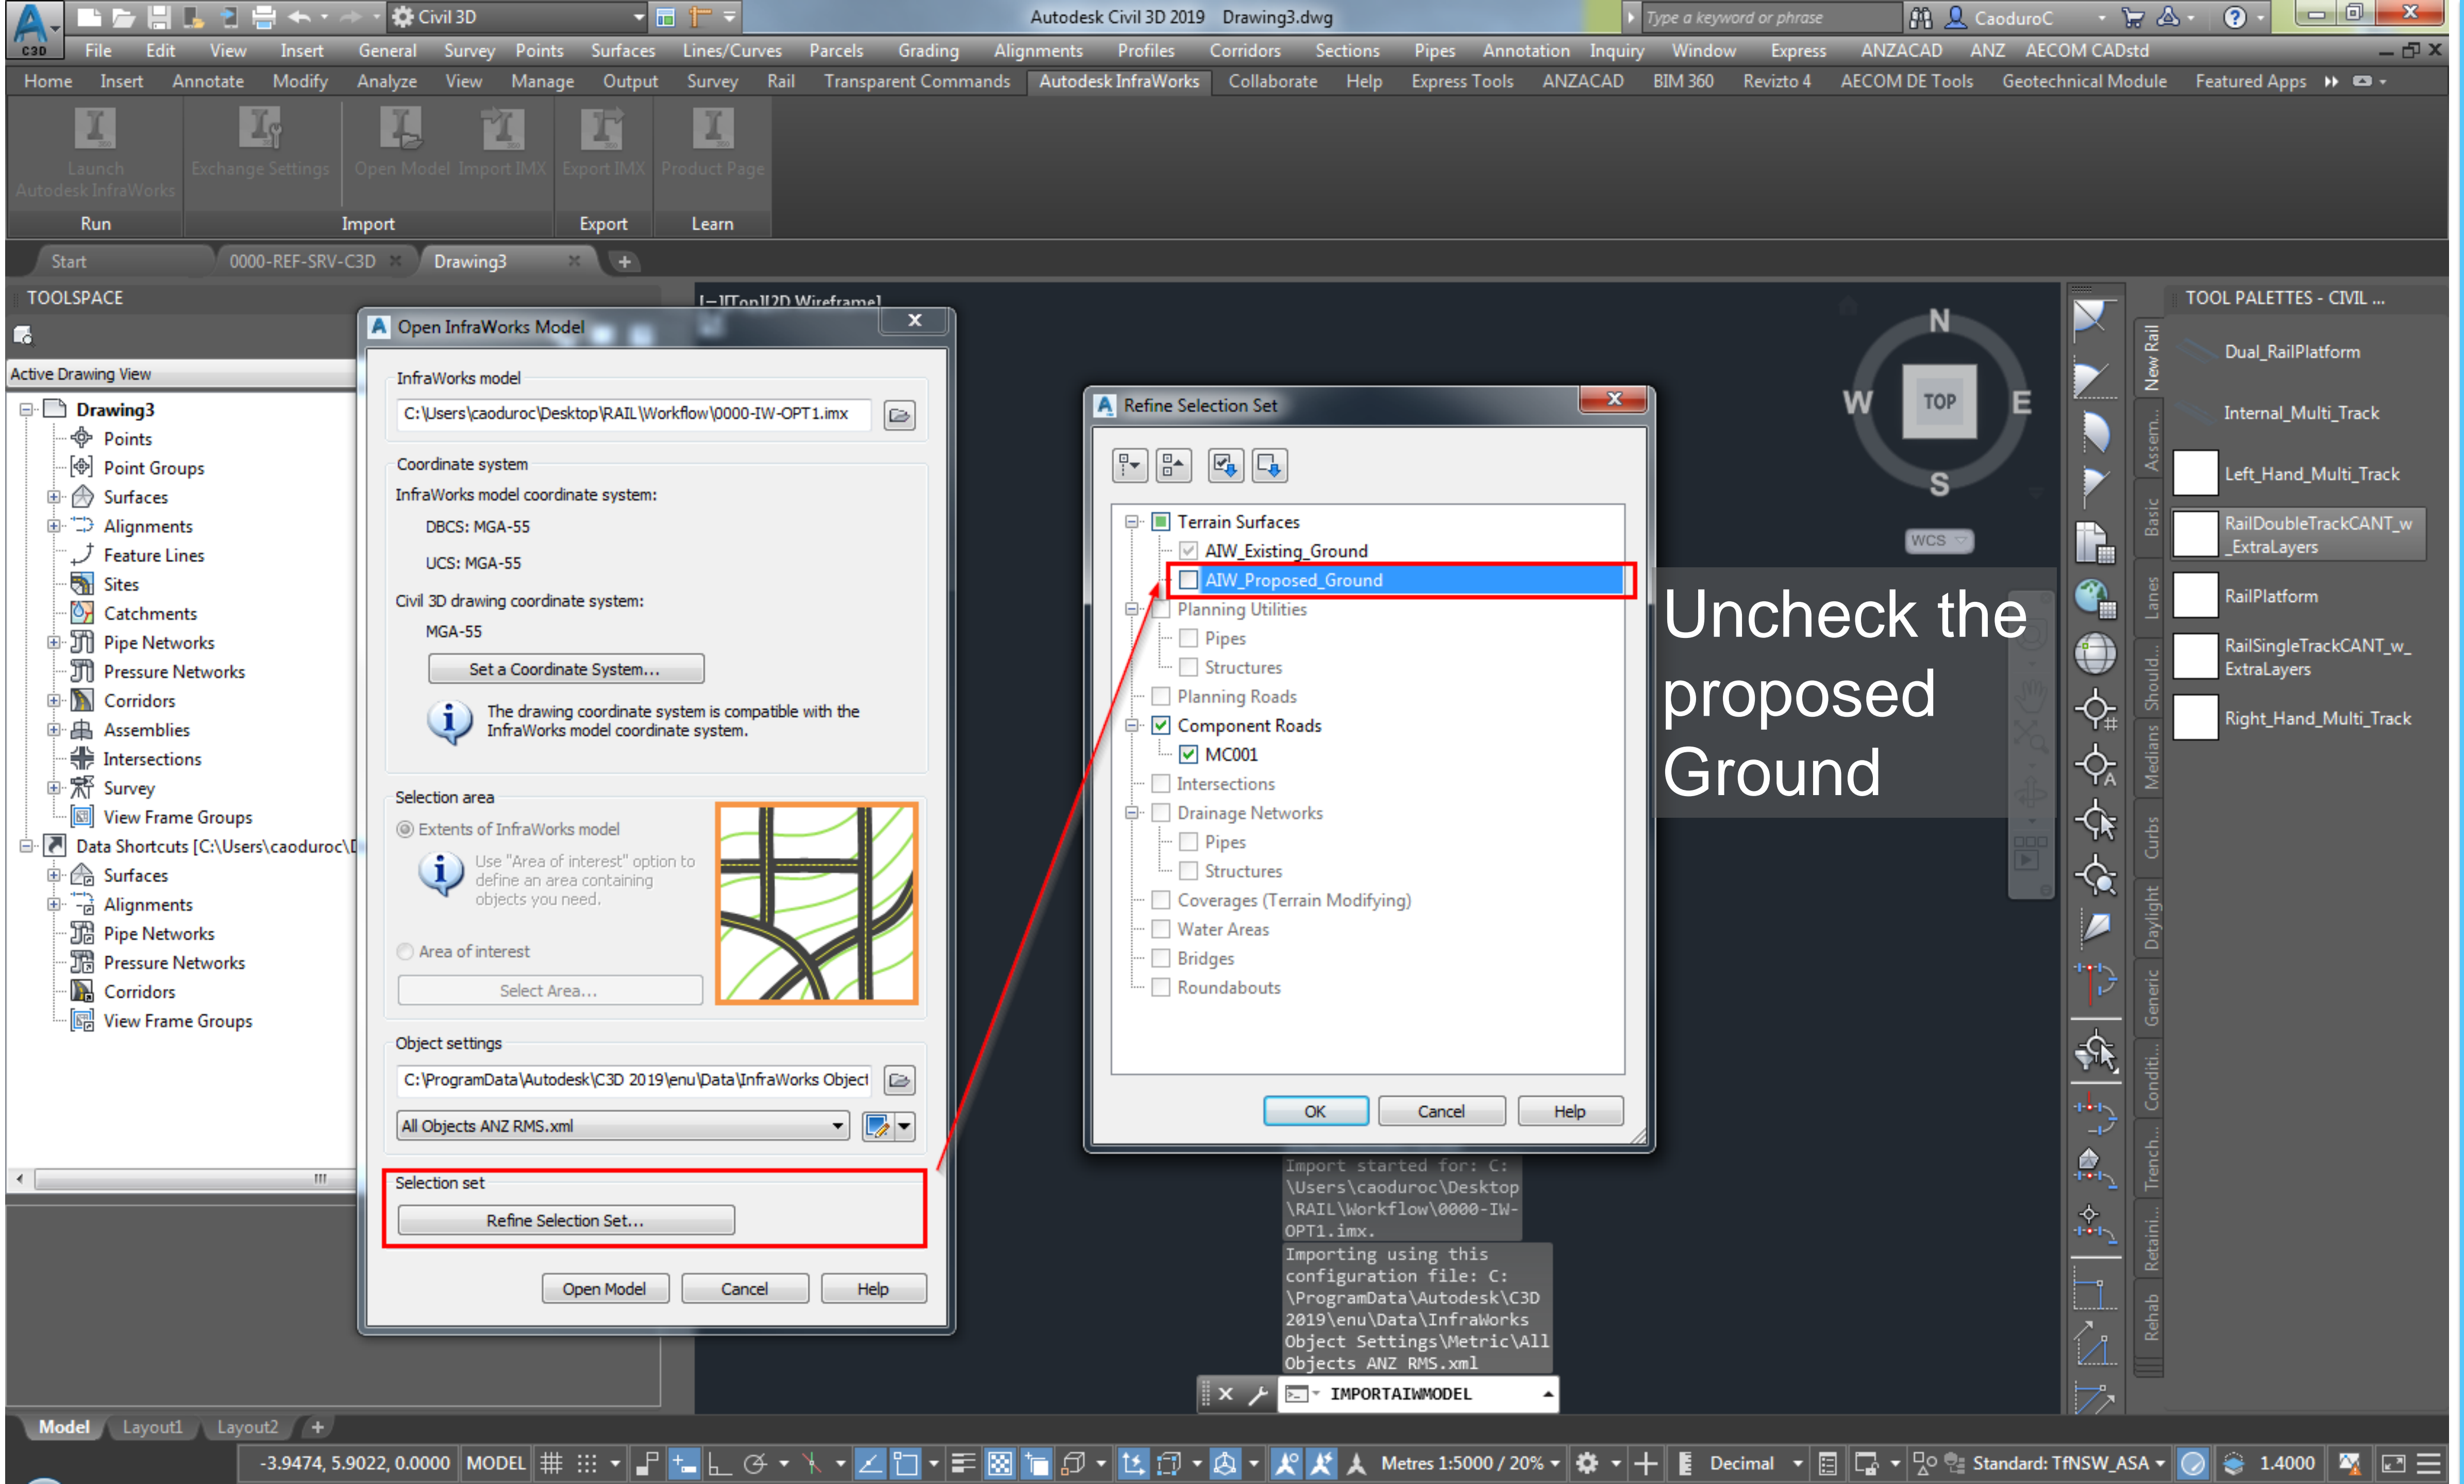 Civil 3D
Autodesk Civil 3D 2019 Drawing3.dwg
Type a keyword or phrase
CaoduroC
C3D
File Edit View Insert General Survey Points Surfaces Lines/Curves Parcels Grading Alignments Profiles Corridors Sections Pipes Annotation Inquiry Window Express ANZACAD ANZ AECOM CADstd
Home Insert Annotate Modify Analyze View Manage Output Survey Rail Transparent Commands Autodesk InfraWorks Collaborate Help Express Tools ANZACAD BIM 360 Revizto 4 AECOM DE Tools Geotechnical Module Featured Apps
Launch
Autodesk InfraWorks
Exchange Settings
Open Model
Import IMX
Export IMX
Product Page
Run
Import
Export
Learn
Start
0000-REF-SRV-C3D
Drawing3
TOOLSPACE
Active Drawing View
Drawing3
Points
Point Groups
Surfaces
Alignments
Feature Lines
Sites
Catchments
Pipe Networks
Pressure Networks
Corridors
Assemblies
Intersections
Survey
View Frame Groups
Data Shortcuts [C:\Users\caoduroc\D
Surfaces
Alignments
Pipe Networks
Pressure Networks
Corridors
View Frame Groups
[−][Top][2D Wireframe]
Open InfraWorks Model
InfraWorks model
C:\Users\caoduroc\Desktop\RAIL\Workflow\0000-IW-OPT1.imx
Coordinate system
InfraWorks model coordinate system:
DBCS: MGA-55
UCS: MGA-55
Civil 3D drawing coordinate system:
MGA-55
Set a Coordinate System...
The drawing coordinate system is compatible with the
InfraWorks model coordinate system.
Selection area
Extents of InfraWorks model
Use "Area of interest" option to
define an area containing
objects you need.
Area of interest
Select Area...
Object settings
C:\ProgramData\Autodesk\C3D 2019\enu\Data\InfraWorks Object
All Objects ANZ RMS.xml
Selection set
Refine Selection Set...
Open Model
Cancel
Help
Refine Selection Set
Terrain Surfaces
AIW_Existing_Ground
AIW_Proposed_Ground
Planning Utilities
Pipes
Structures
Planning Roads
Component Roads
MC001
Intersections
Drainage Networks
Pipes
Structures
Coverages (Terrain Modifying)
Water Areas
Bridges
Roundabouts
OK
Cancel
Help
Uncheck the
proposed
Ground
N
W
TOP
E
S
WCS
TOOL PALETTES - CIVIL ...
New Rail
Assem...
Basic
Lanes
Should...
Medians
Curbs
Daylight
Generic
Conditi...
Trench...
Retaini...
Rehab
Dual_RailPlatform
Internal_Multi_Track
Left_Hand_Multi_Track
RailDoubleTrackCANT_w
_ExtraLayers
RailPlatform
RailSingleTrackCANT_w_
ExtraLayers
Right_Hand_Multi_Track
Import started for: C:
\Users\caoduroc\Desktop
\RAIL\Workflow\0000-IW-
OPT1.imx.
Importing using this
configuration file: C:
\ProgramData\Autodesk\C3D
2019\enu\Data\InfraWorks
Object Settings\Metric\All
Objects ANZ RMS.xml
IMPORTAIWMODEL
Model
Layout1
Layout2
-3.9474, 5.9022, 0.0000
MODEL
Metres 1:5000 / 20%
Decimal
Standard: TfNSW_ASA
1.4000